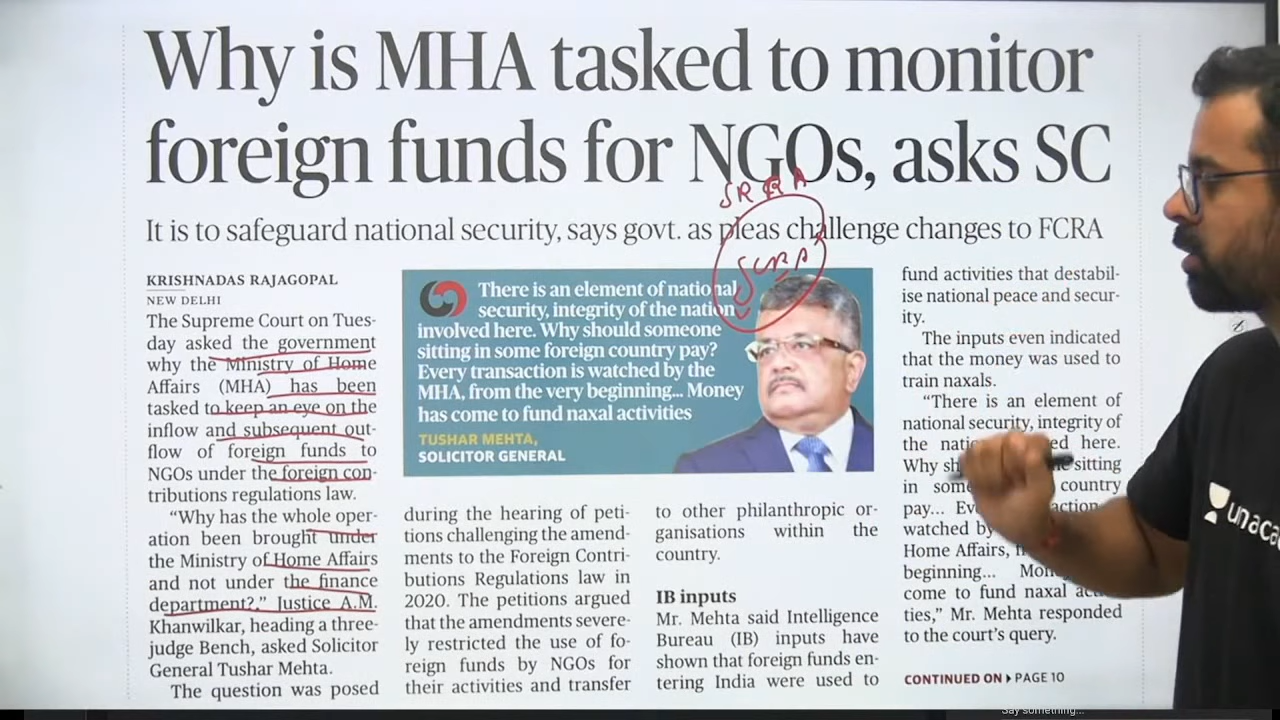 Why is MHA tasked to monitor
foreign funds for NGOs, asks SC
It is to safeguard national security, says govt. as pleas challenge changes to FCRA
KRISHNADAS RAJAGOPAL
NEW DELHI
The Supreme Court on Tues-
day asked the government
why the Ministry of Home
Affairs (MHA) has been
tasked to keep an eye on the
inflow and subsequent out-
flow of foreign funds to
NGOs under the foreign con-
tributions regulations law.
“Why has the whole oper-
ation been brought under
the Ministry of Home Affairs
and not under the finance
department?,” Justice A.M.
Khanwilkar, heading a three-
judge Bench, asked Solicitor
General Tushar Mehta.
The question was posed
There is an element of national
security, integrity of the nation
involved here. Why should someone
sitting in some foreign country pay?
Every transaction is watched by the
MHA, from the very beginning... Money
has come to fund naxal activities
TUSHAR MEHTA,
SOLICITOR GENERAL
during the hearing of peti-
tions challenging the amend-
ments to the Foreign Contri-
butions Regulations law in
2020. The petitions argued
that the amendments severe-
ly restricted the use of fo-
reign funds by NGOs for
their activities and transfer
to other philanthropic or-
ganisations within the
country.
IB inputs
Mr. Mehta said Intelligence
Bureau (IB) inputs have
shown that foreign funds en-
tering India were used to
fund activities that destabil-
ise national peace and secur-
ity.
The inputs even indicated
that the money was used to
train naxals.
“There is an element of
national security, integrity of
the here.
Why sitting
in country
pay...
watched by
Home Affairs,
beginning...
come to fund naxal
ties,” Mr. Mehta responded
to the court’s query.
CONTINUED ON PAGE 10
Say something...